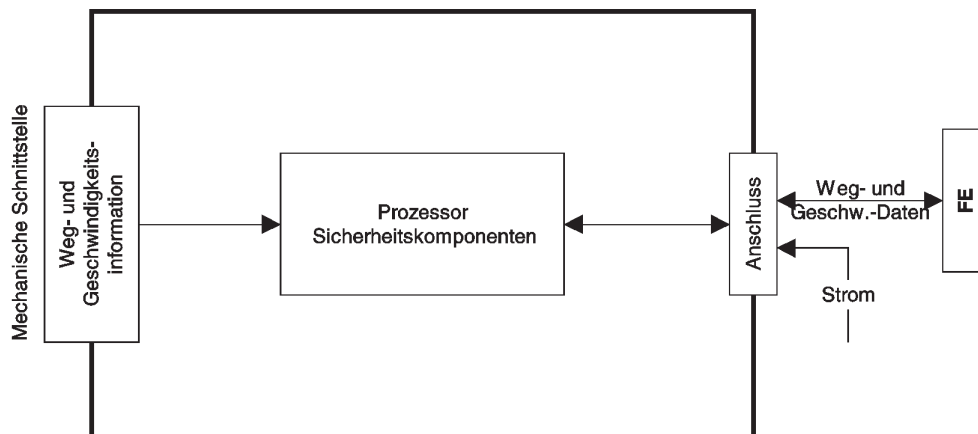 Mechanische Schnittstelle
Weg- und
Geschwindigkeits-
information
Prozessor
Sicherheitskomponenten
Anschluss
Weg- und
Geschw.-Daten
Strom
FE